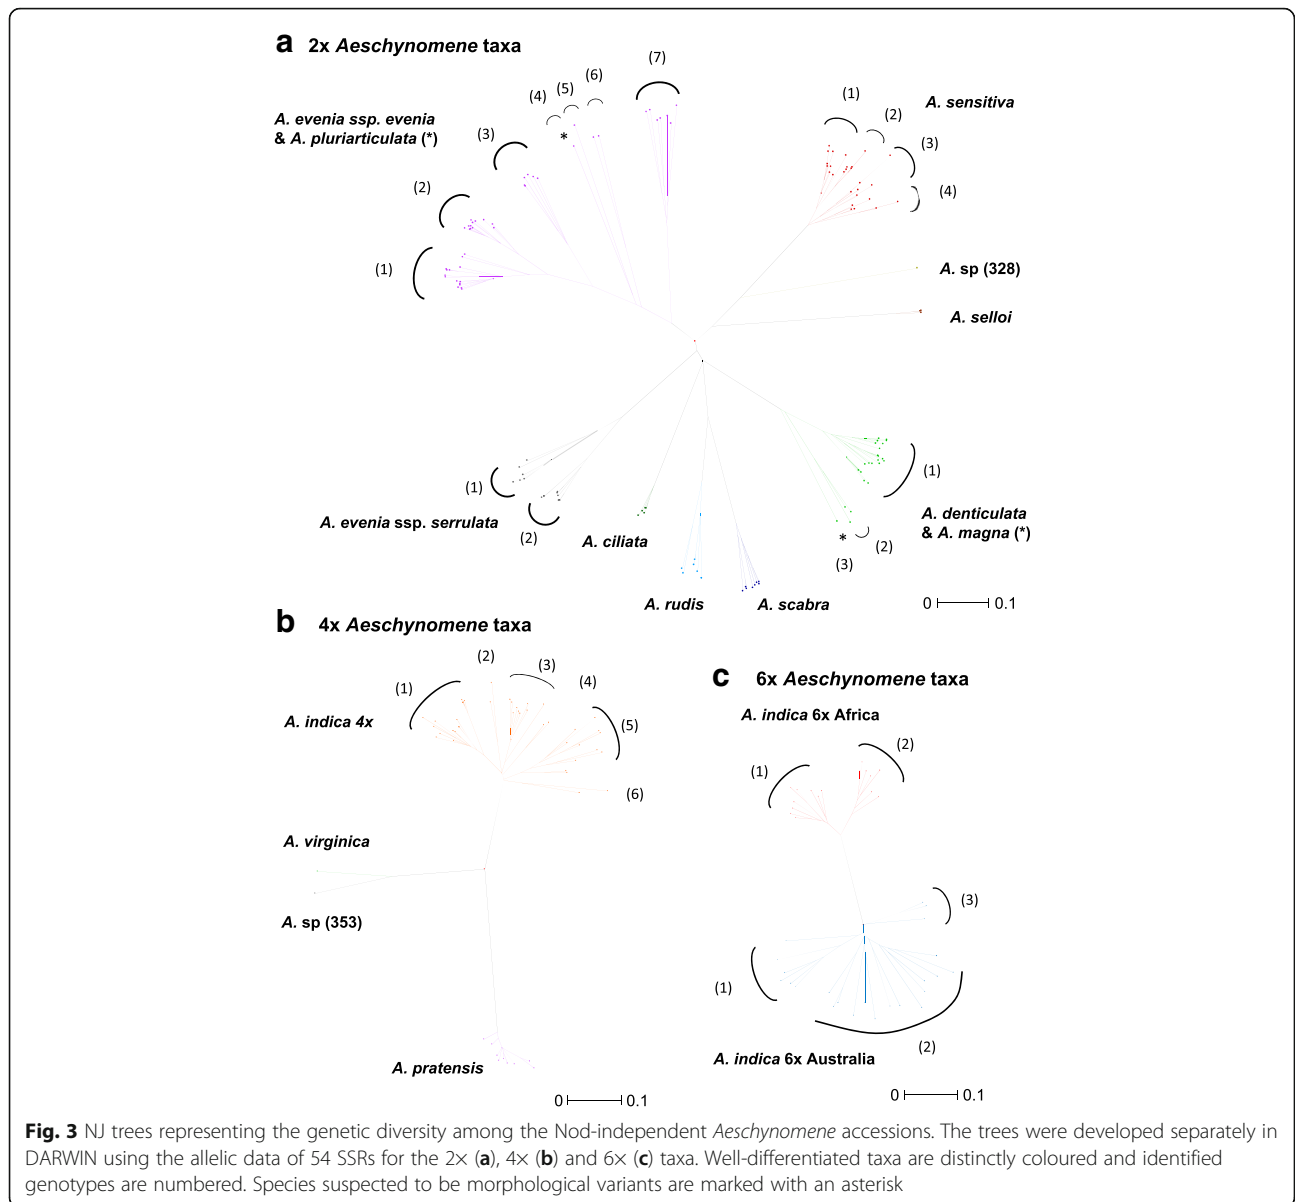 a 2x Aeschynomene taxa
(7)
(6)
(5)
(4)
(1)
A. sensitiva
(2)
A. evenia ssp. evenia
& A. pluriarticulata (*)
*
(3)
(3)
(2)
(4)
(1)
A. sp (328)
A. selloi
(1)
(1)
A. evenia ssp. serrulata
(2)
A. ciliata
A. denticulata
& A. magna (*)
*
(2)
(3)
A. rudis
A. scabra
0 0.1
b 4x Aeschynomene taxa
(2)
(3)
(1)
(4)
A. indica 4x
(5)
(6)
A. virginica
A. sp (353)
A. pratensis
0 0.1
c 6x Aeschynomene taxa
A. indica 6x Africa
(2)
(1)
(3)
(1)
(2)
A. indica 6x Australia
0 0.1
Fig. 3 NJ trees representing the genetic diversity among the Nod-independent Aeschynomene accessions. The trees were developed separately in
DARWIN using the allelic data of 54 SSRs for the 2× (a), 4× (b) and 6× (c) taxa. Well-differentiated taxa are distinctly coloured and identified
genotypes are numbered. Species suspected to be morphological variants are marked with an asterisk